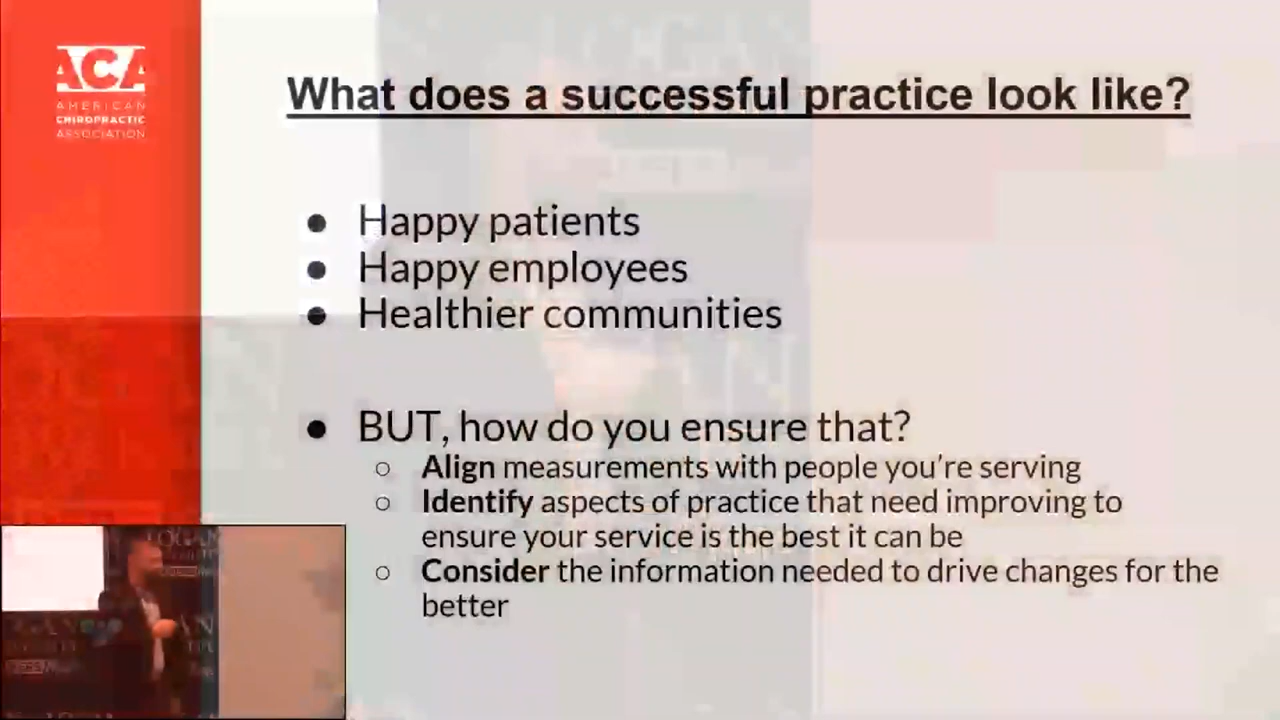 ACA
AMERICAN
CHIROPRACTIC
ASSOCIATION
What does a successful practice look like?
● Happy patients
● Happy employees
● Healthier communities
● BUT, how do you ensure that?
○ Align measurements with people you're serving
○ Identify aspects of practice that need improving to
ensure your service is the best it can be
○ Consider the information needed to drive changes for the
better